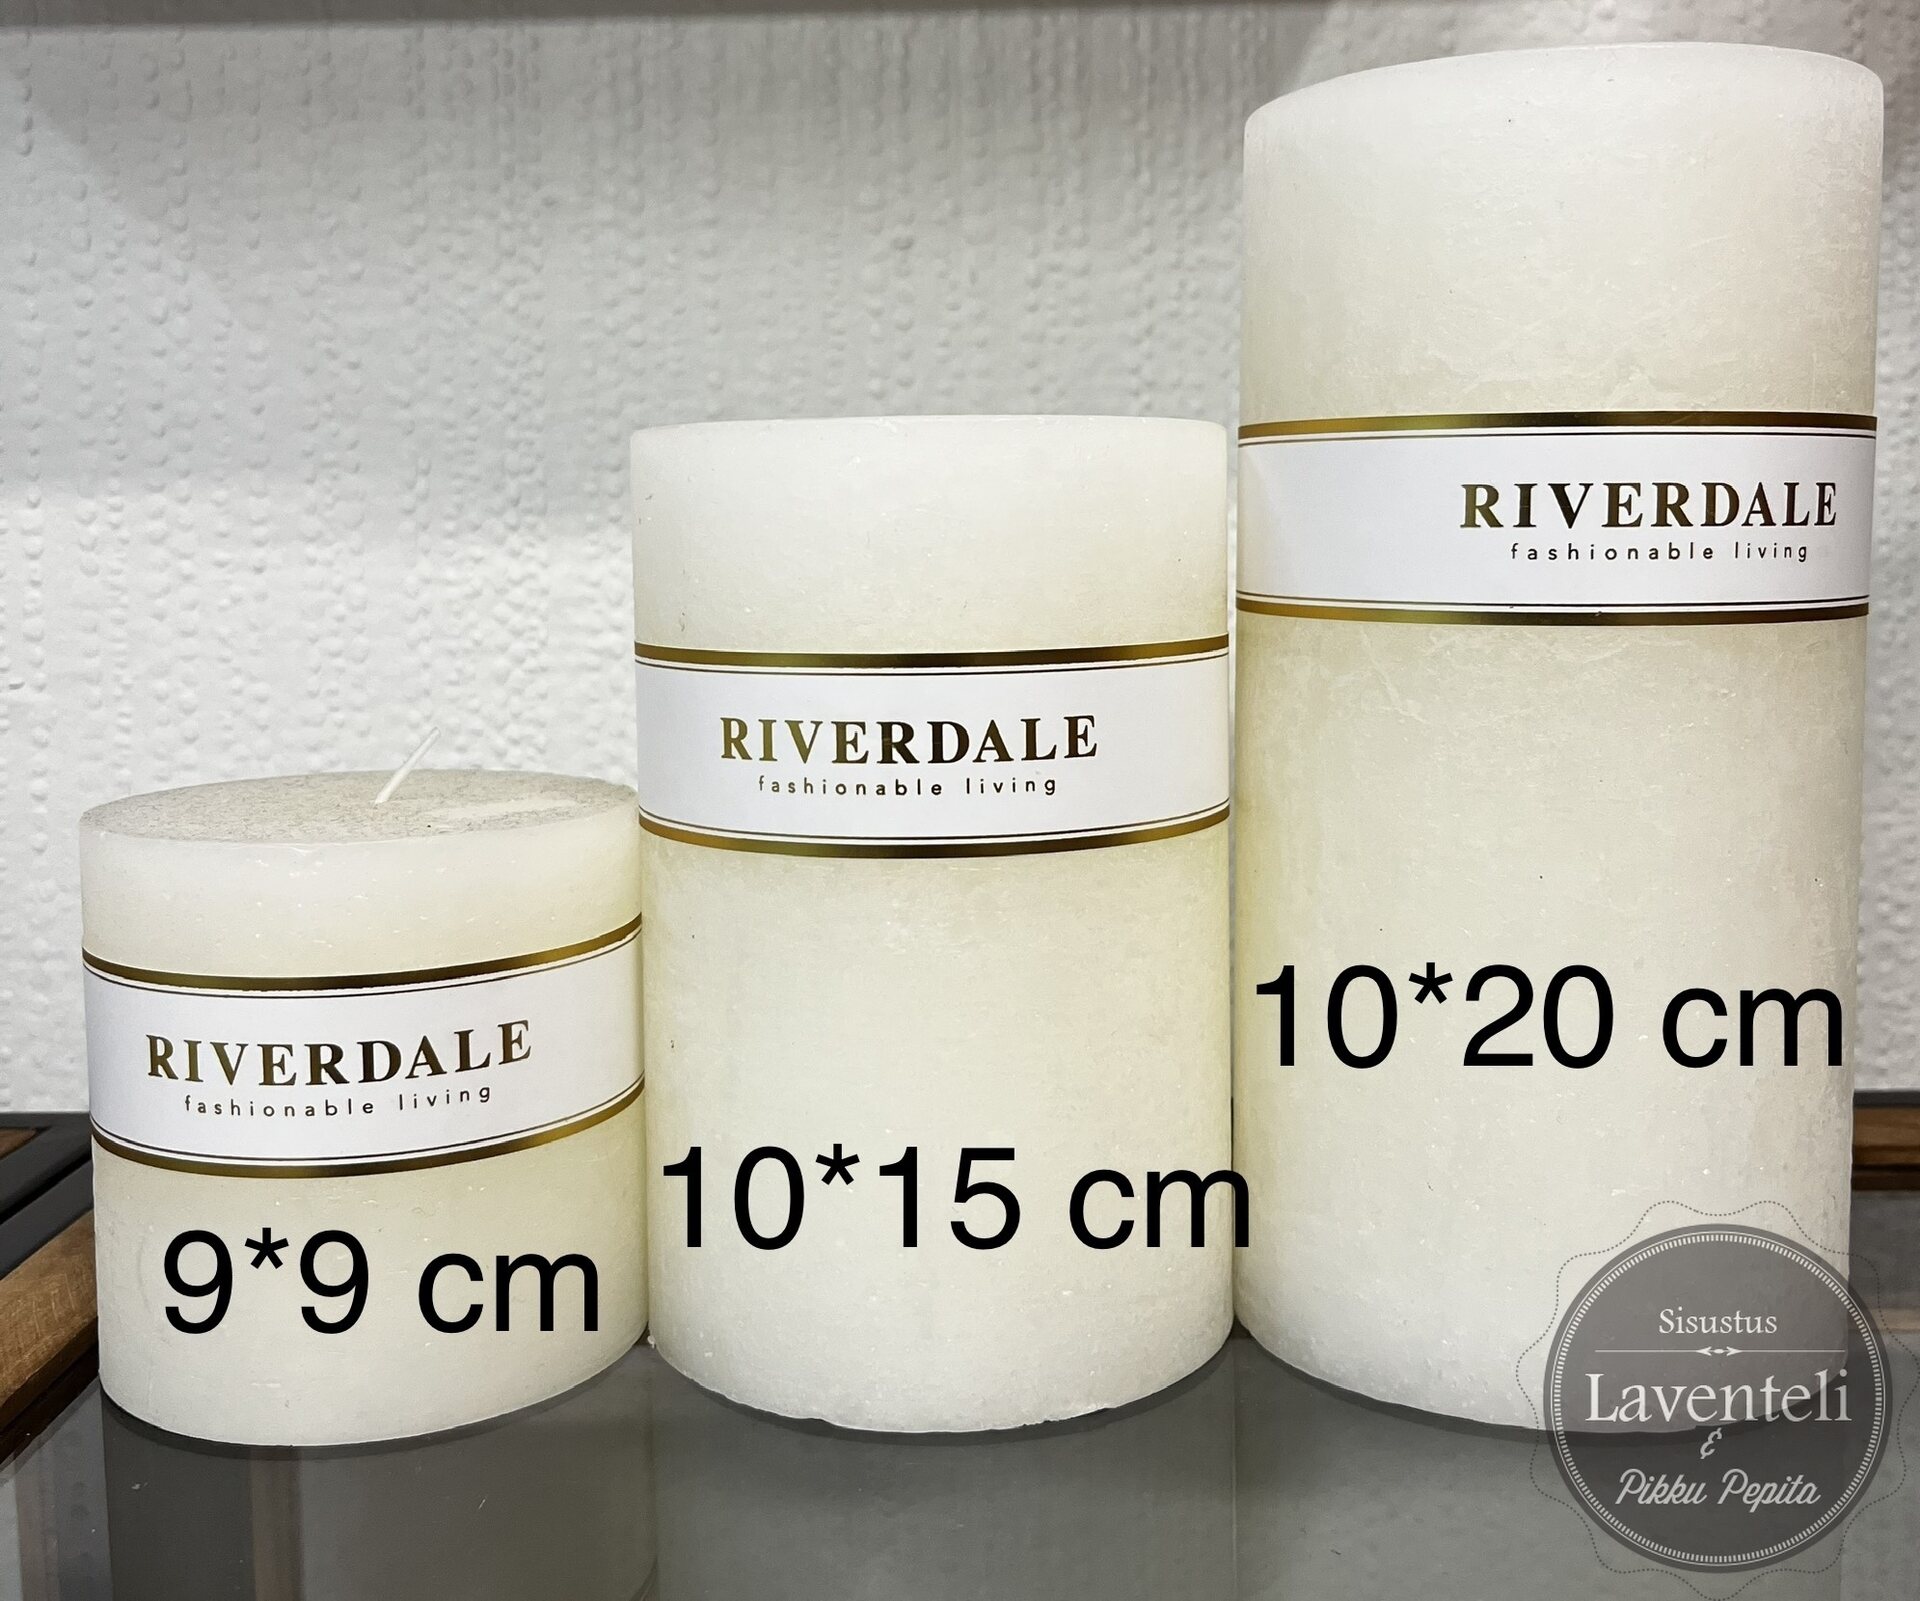 RIVERDALE
fashionable living
9*9 cm
RIVERDALE
fashionable living
10*15 cm
RIVERDALE
fashionable living
10*20 cm
Sisustus
Laventeli
&
Pikku Pepita